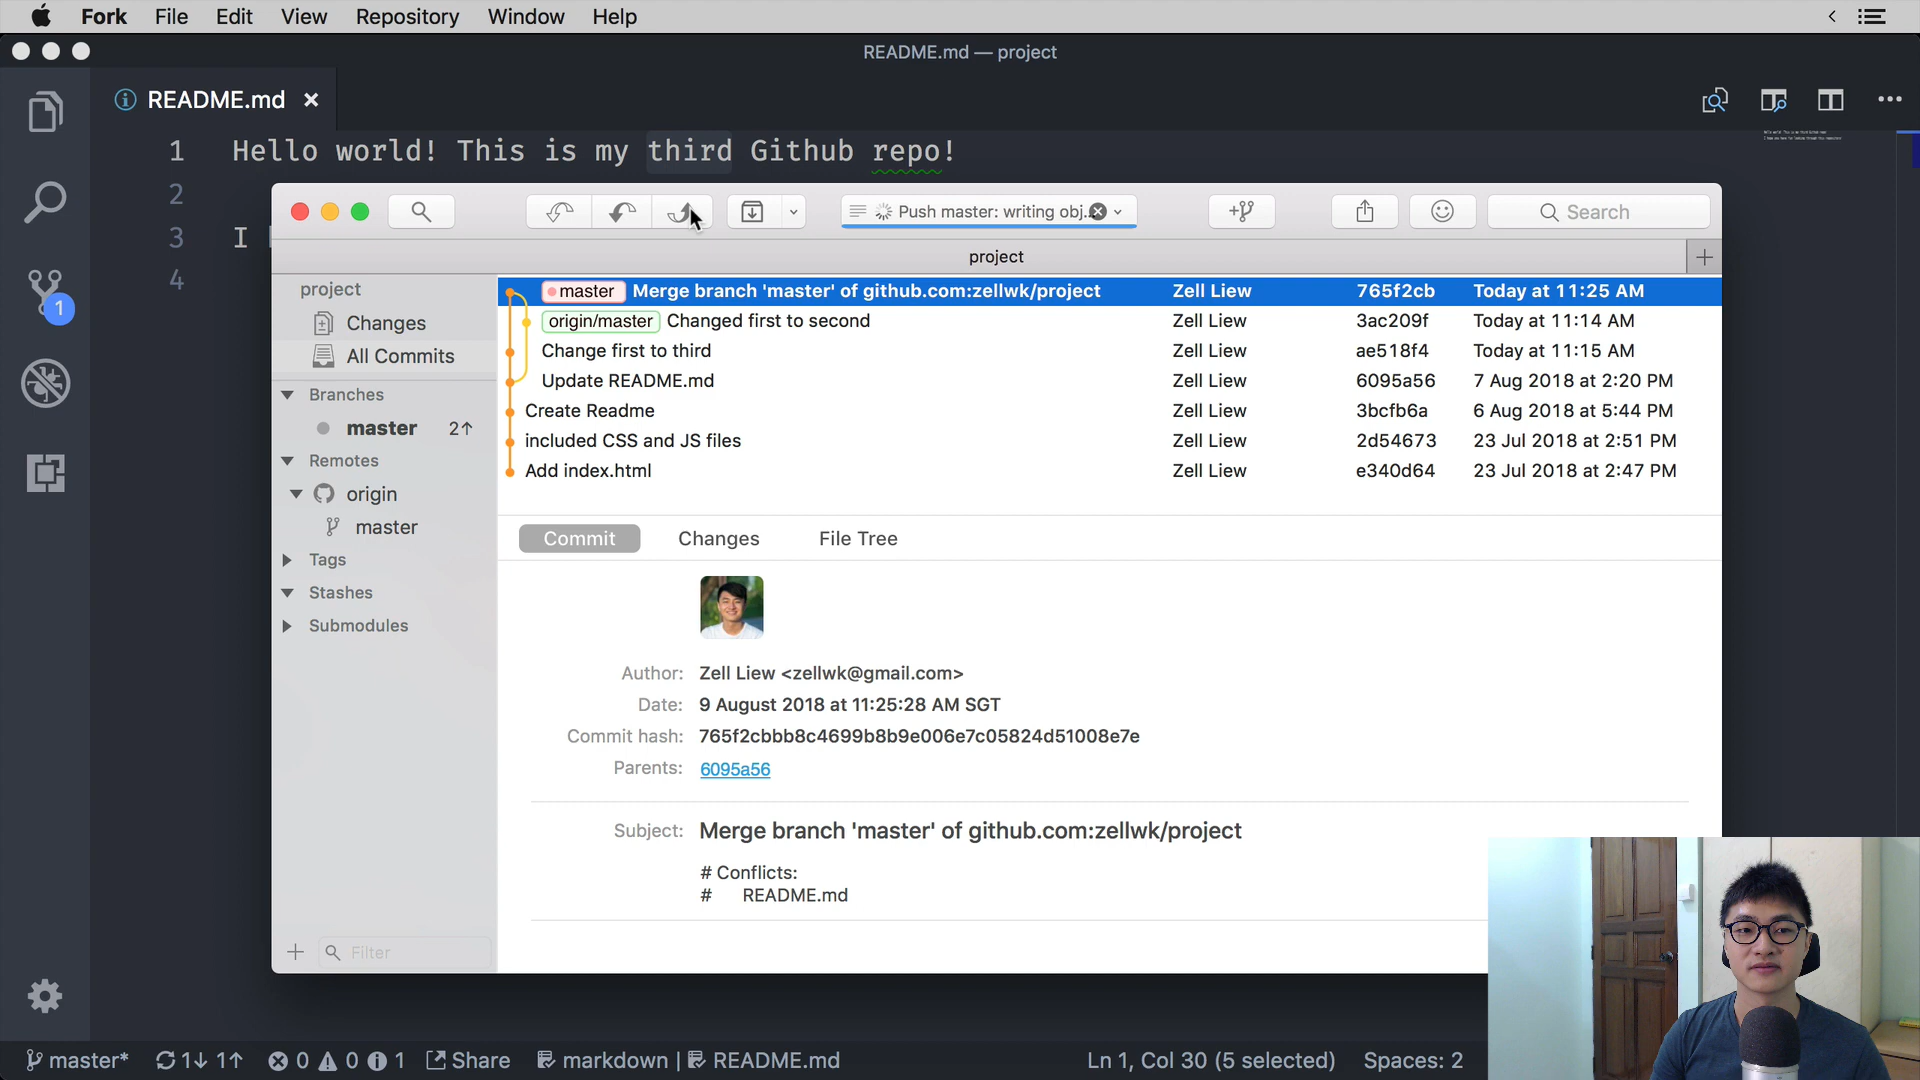 Fork File Edit View Repository Window Help
README.md — project
README.md
1 Hello world! This is my third Github repo!
2
3 I
4
Push master: writing obj..
Search
project
project
Changes
All Commits
Branches
master 2↑
Remotes
origin
master
Tags
Stashes
Submodules
Filter
master Merge branch 'master' of github.com:zellwk/project Zell Liew 765f2cb Today at 11:25 AM
origin/master Changed first to second Zell Liew 3ac209f Today at 11:14 AM
Change first to third Zell Liew ae518f4 Today at 11:15 AM
Update README.md Zell Liew 6095a56 7 Aug 2018 at 2:20 PM
Create Readme Zell Liew 3bcfb6a 6 Aug 2018 at 5:44 PM
included CSS and JS files Zell Liew 2d54673 23 Jul 2018 at 2:51 PM
Add index.html Zell Liew e340d64 23 Jul 2018 at 2:47 PM
Commit Changes File Tree
Author: Zell Liew <zellwk@gmail.com>
Date: 9 August 2018 at 11:25:28 AM SGT
Commit hash: 765f2cbbb8c4699b8b9e006e7c05824d51008e7e
Parents: 6095a56
Subject: Merge branch 'master' of github.com:zellwk/project
# Conflicts:
# README.md
1
master* 1↓ 1↑ 0 0 1 Share markdown | README.md Ln 1, Col 30 (5 selected) Spaces: 2